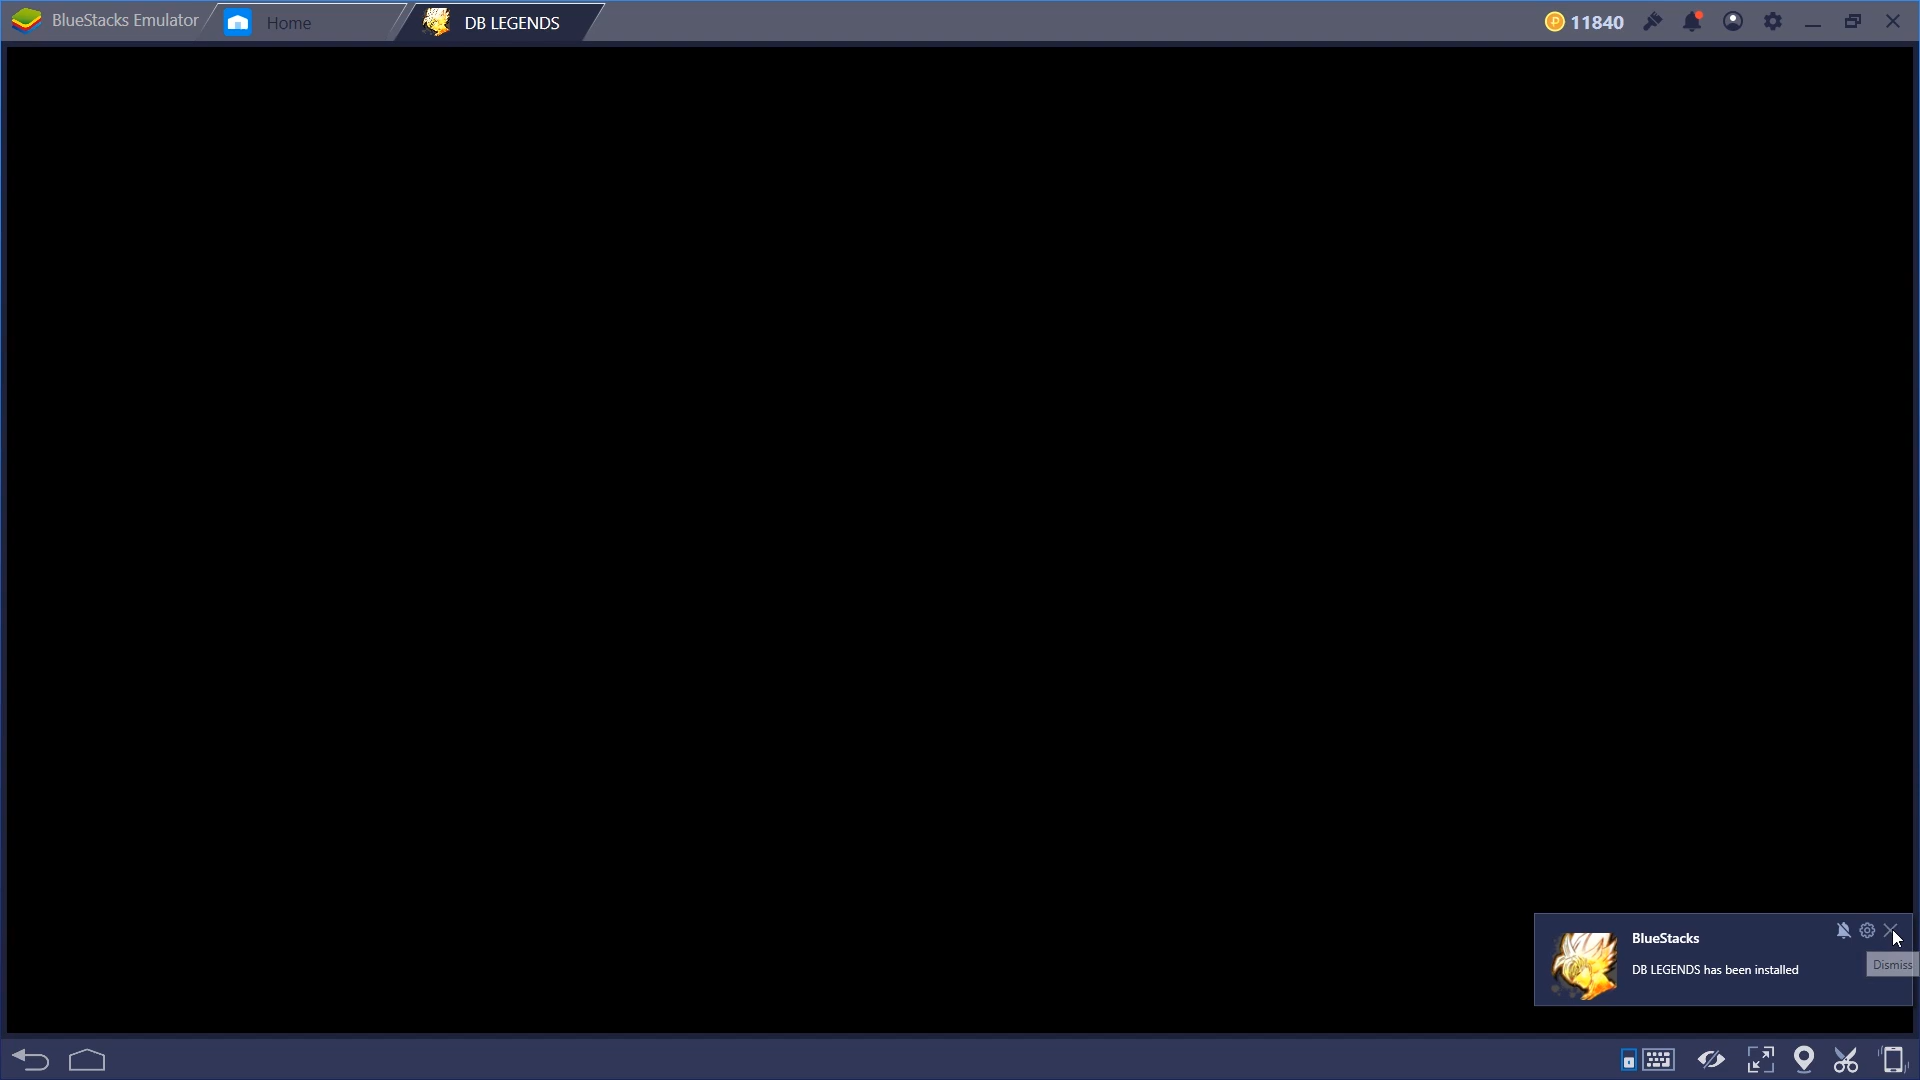 BlueStacks Emulator
Home
DB LEGENDS
11840
BlueStacks
DB LEGENDS has been installed
Dismiss